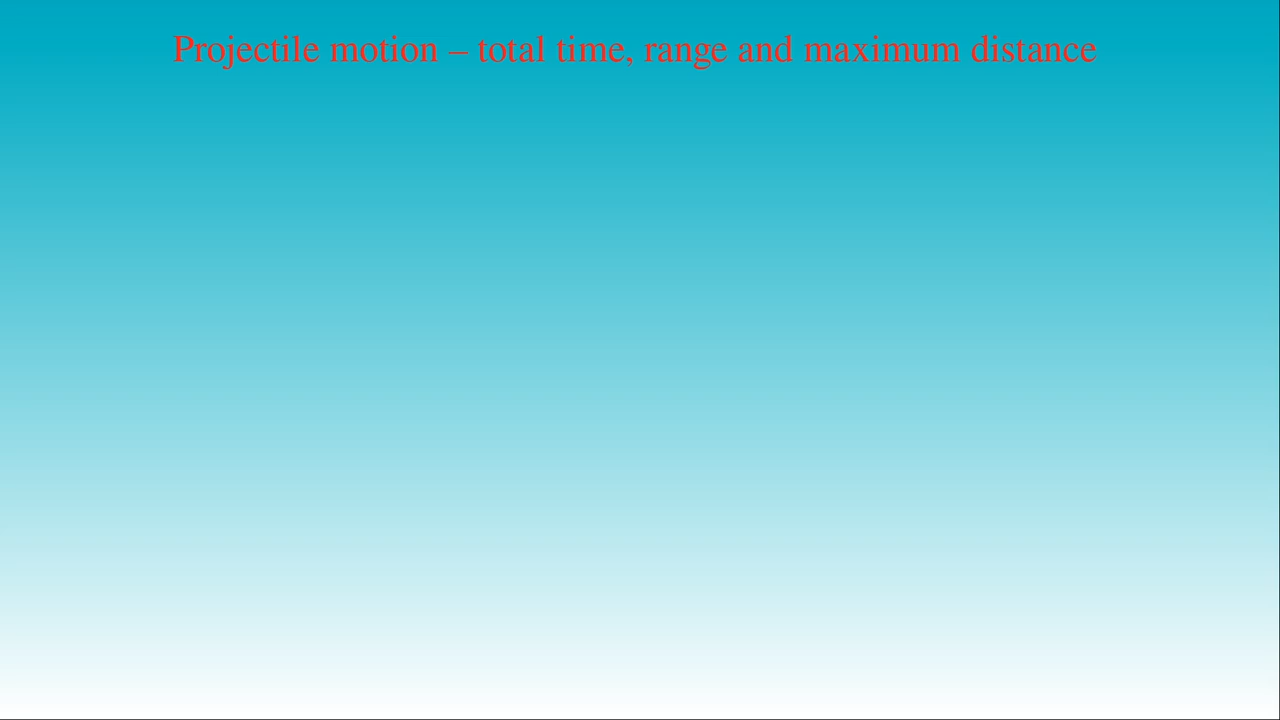 Projectile motion – total time, range and maximum distance